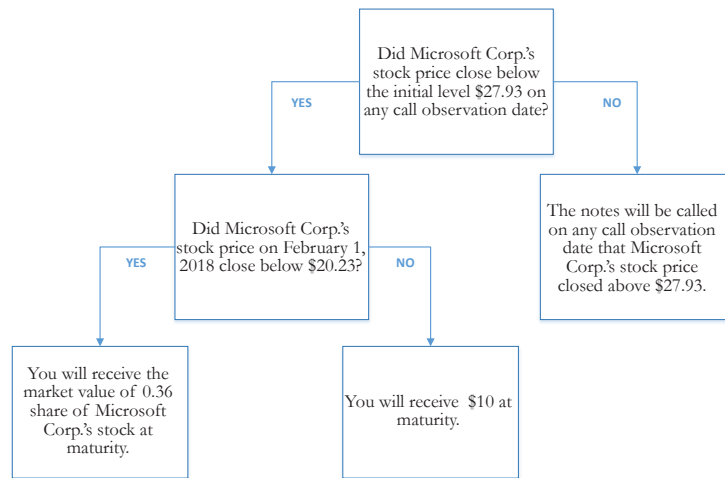 Did Microsoft Corp.'s
stock price close below
the initial level $27.93 on
any call observation date?
YES
NO
Did Microsoft Corp.'s
stock price on February 1,
2018 close below $20.23?
The notes will be called
on any call observation
date that Microsoft
Corp.'s stock price
closed above $27.93.
YES
NO
You will receive the
market value of 0.36
share of Microsoft
Corp.'s stock at
maturity.
You will receive $10 at
maturity.